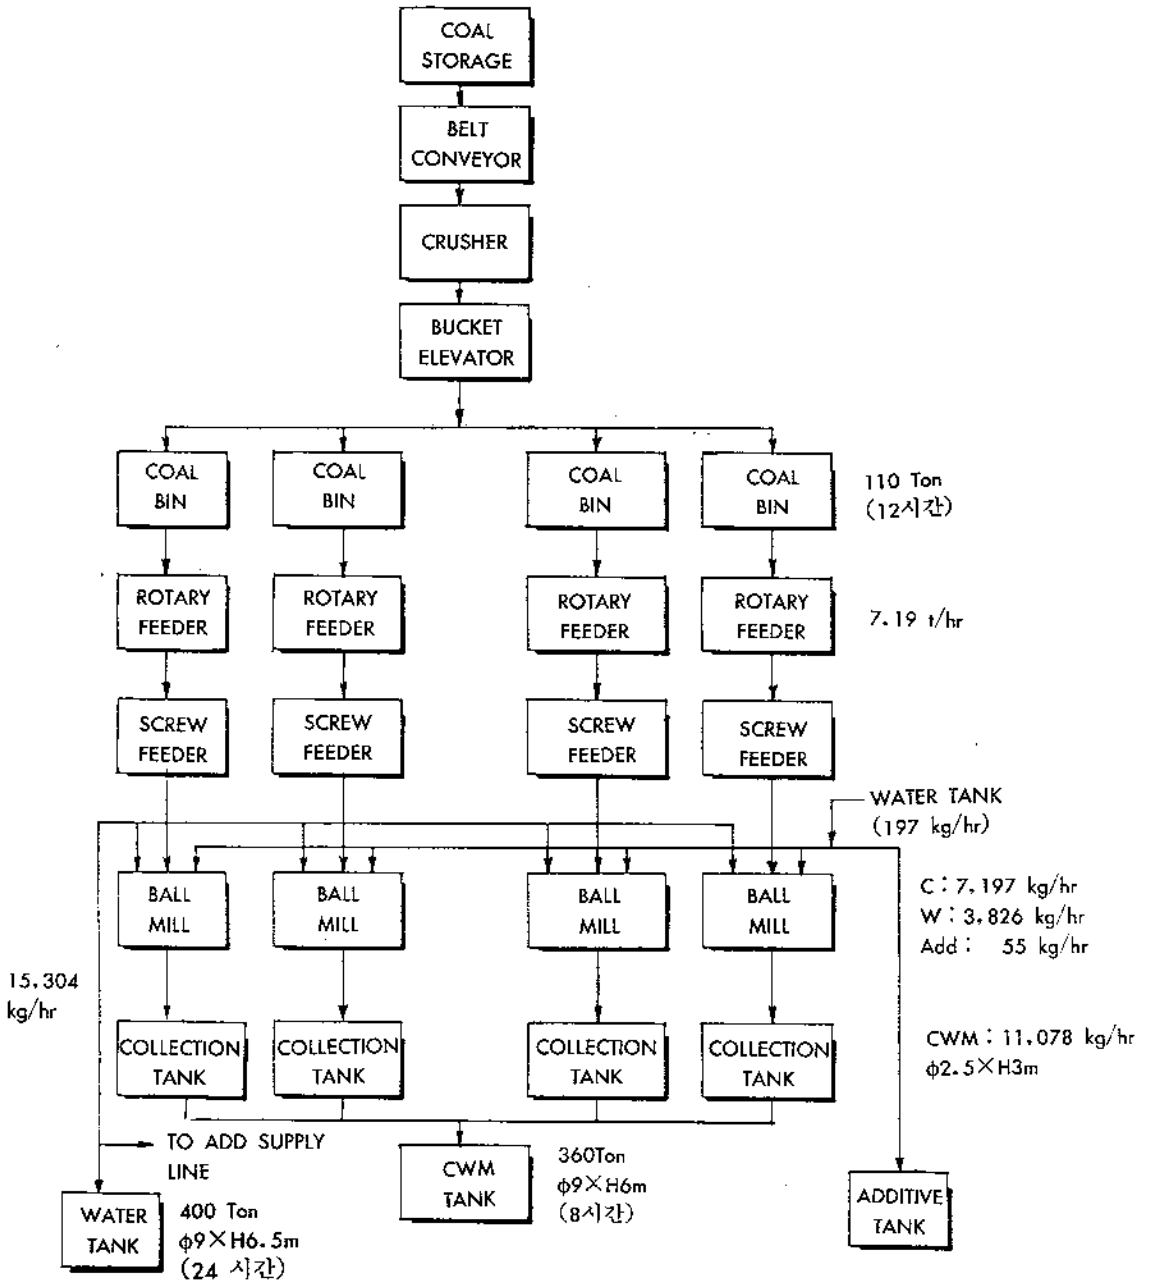 COAL
STORAGE
BELT
CONVEYOR
CRUSHER
BUCKET
ELEVATOR
COAL
BIN
COAL
BIN
COAL
BIN
COAL
BIN
110 Ton
(12시간)
ROTARY
FEEDER
ROTARY
FEEDER
ROTARY
FEEDER
ROTARY
FEEDER
7.19 t/hr
SCREW
FEEDER
SCREW
FEEDER
SCREW
FEEDER
SCREW
FEEDER
WATER TANK
(197 kg/hr)
BALL
MILL
BALL
MILL
BALL
MILL
BALL
MILL
C : 7,197 kg/hr
W : 3,826 kg/hr
Add : 55 kg/hr
15.304
kg/hr
COLLECTION
TANK
COLLECTION
TANK
COLLECTION
TANK
COLLECTION
TANK
CWM : 11.078 kg/hr
φ2.5×H3m
TO ADD SUPPLY
LINE
CWM
TANK
360Ton
φ9×H6m
(8시간)
WATER
TANK
400 Ton
φ9×H6.5m
(24 시간)
ADDITIVE
TANK